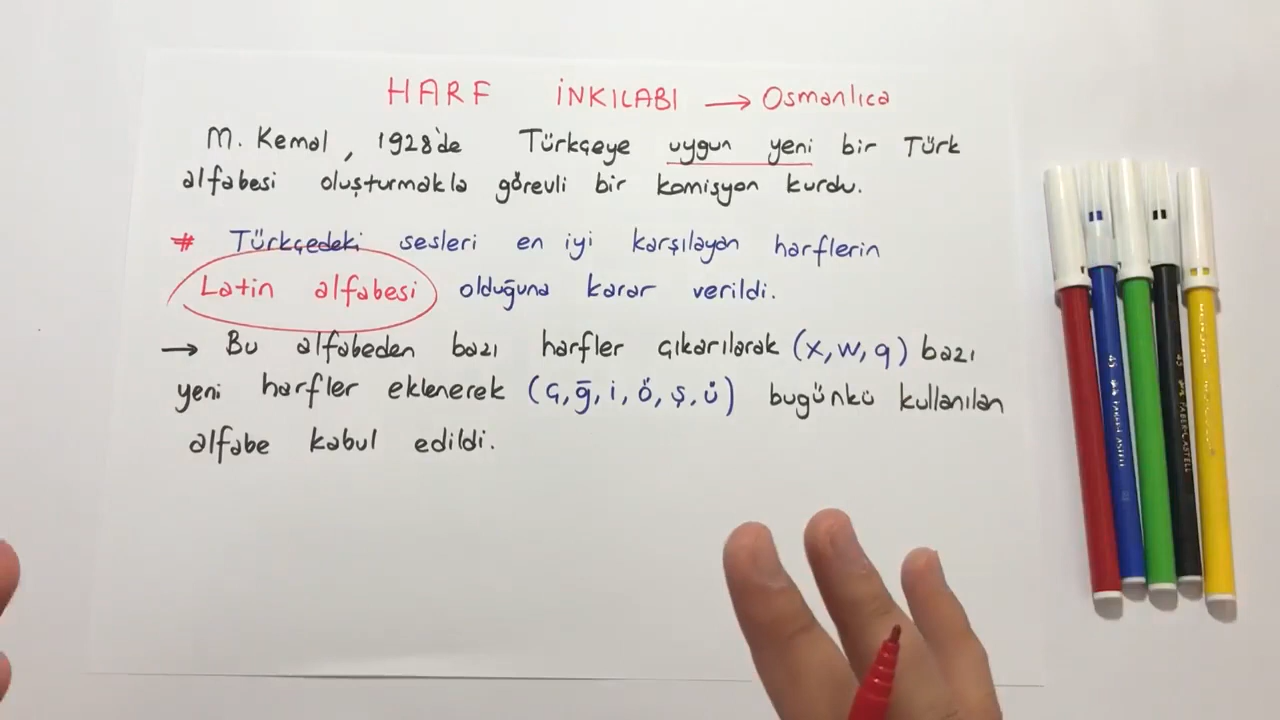 HARF İNKILABI → Osmanlıca
M. Kemal, 1928'de Türkçeye uygun yeni bir Türk
alfabesi oluşturmakla görevli bir komisyon kurdu.
# Türkçedeki sesleri en iyi karşılayan harflerin
Latin alfabesi olduğuna karar verildi.
→ Bu alfabeden bazı harfler çıkarılarak (x, w, q) bazı
yeni harfler eklenerek (ç, ğ, i, ö, ş, ü) bugünkü kullanılan
alfabe kabul edildi.